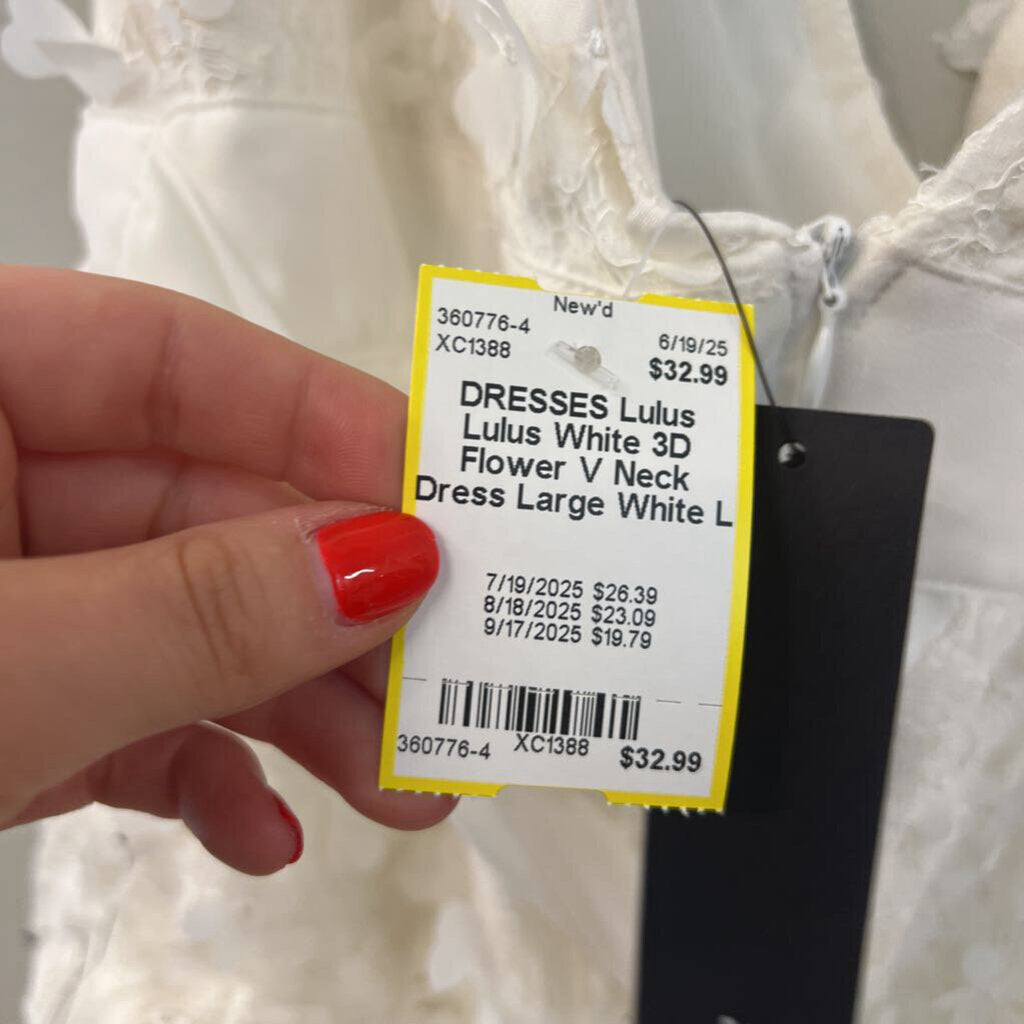 New'd
360776-4
6/19/25
XC1388
$32.99
DRESSES Lulus
Lulus White 3D
Flower V Neck
Dress Large White L
7/19/2025 $26.39
8/18/2025 $23.09
9/17/2025 $19.79
360776-4 XC1388 $32.99